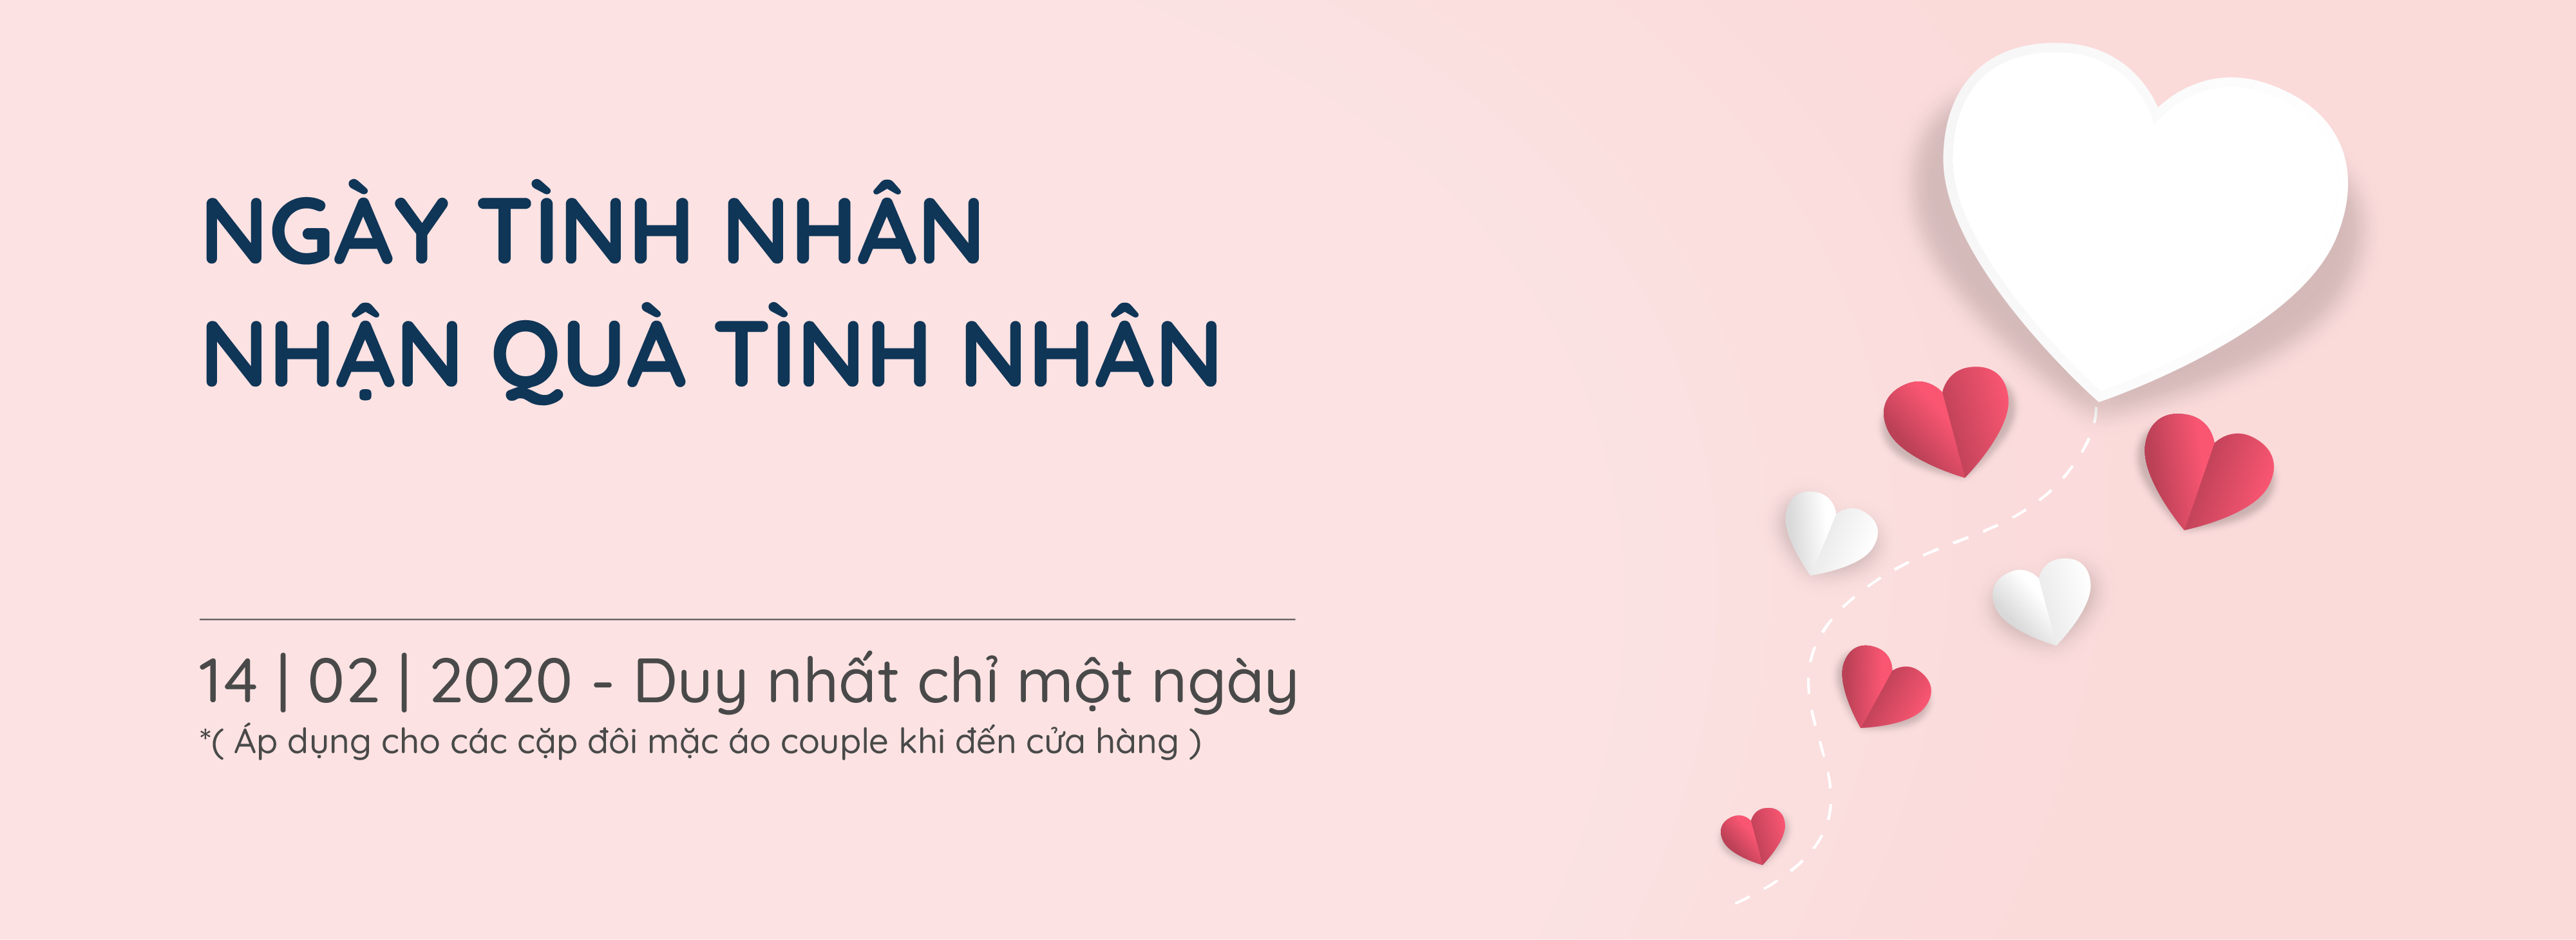 NGÀY TÌNH NHÂN
NHẬN QUÀ TÌNH NHÂN
14 | 02 | 2020 - Duy nhất chỉ một ngày
*( Áp dụng cho các cặp đôi mặc áo couple khi đến cửa hàng )